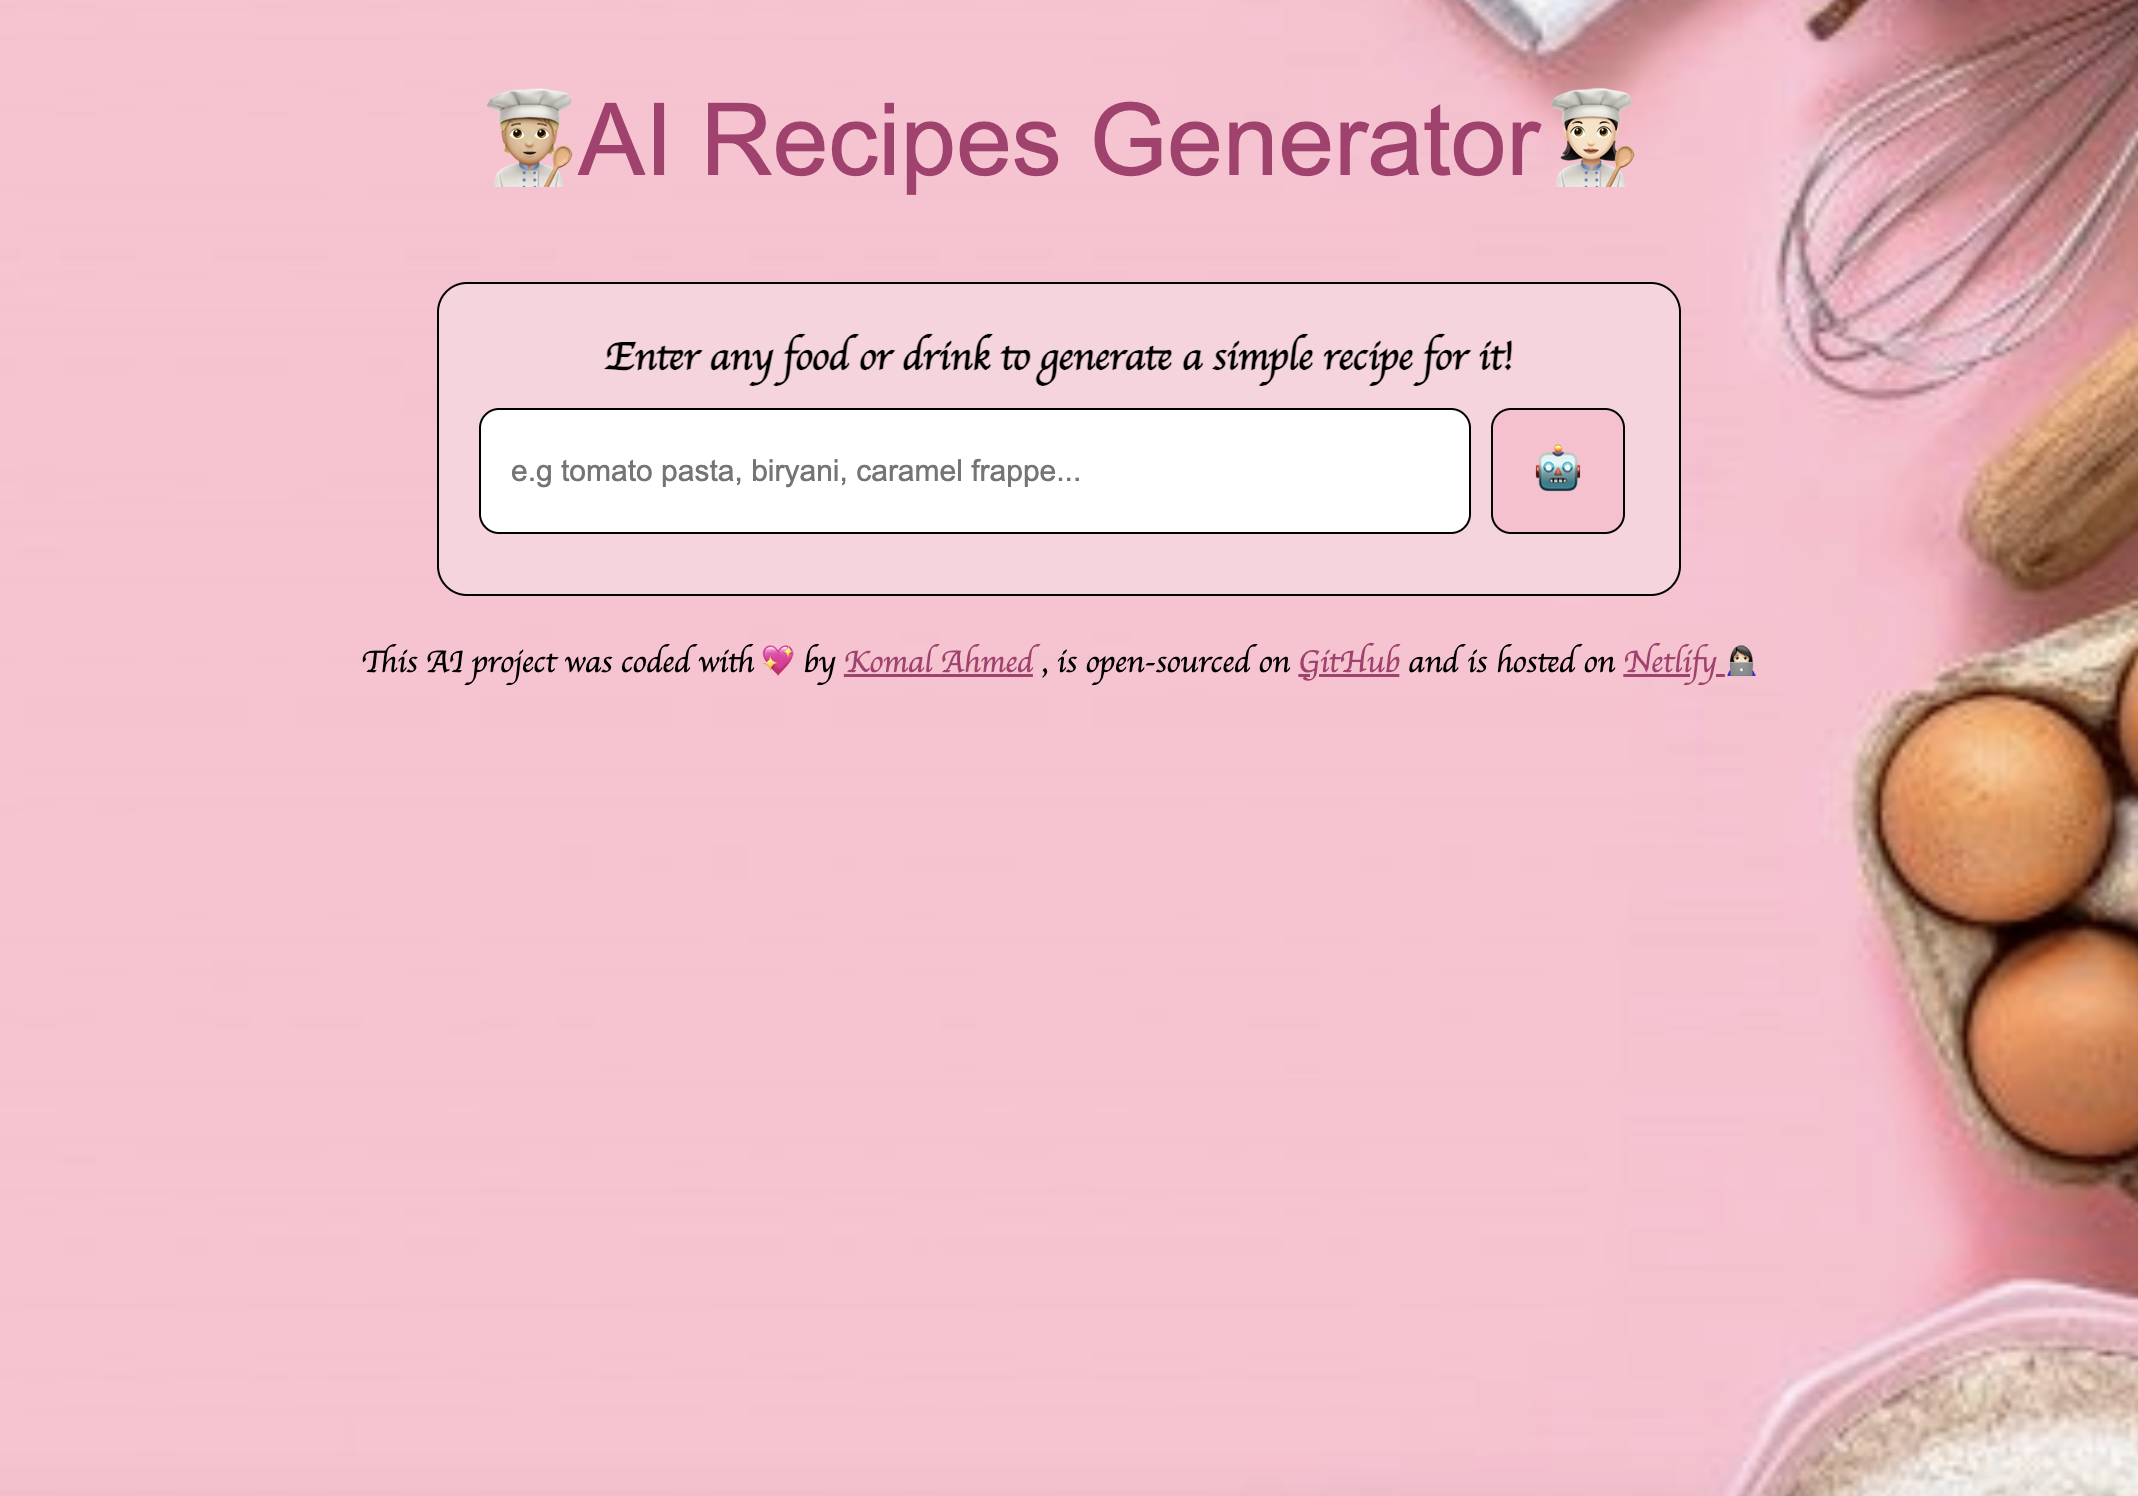 AI Recipes Generator
Enter any food or drink to generate a simple recipe for it!
e.g tomato pasta, biryani, caramel frappe...
This AI project was coded with 💖 by Komal Ahmed , is open-sourced on GitHub and is hosted on Netlify 👩🏻‍💻